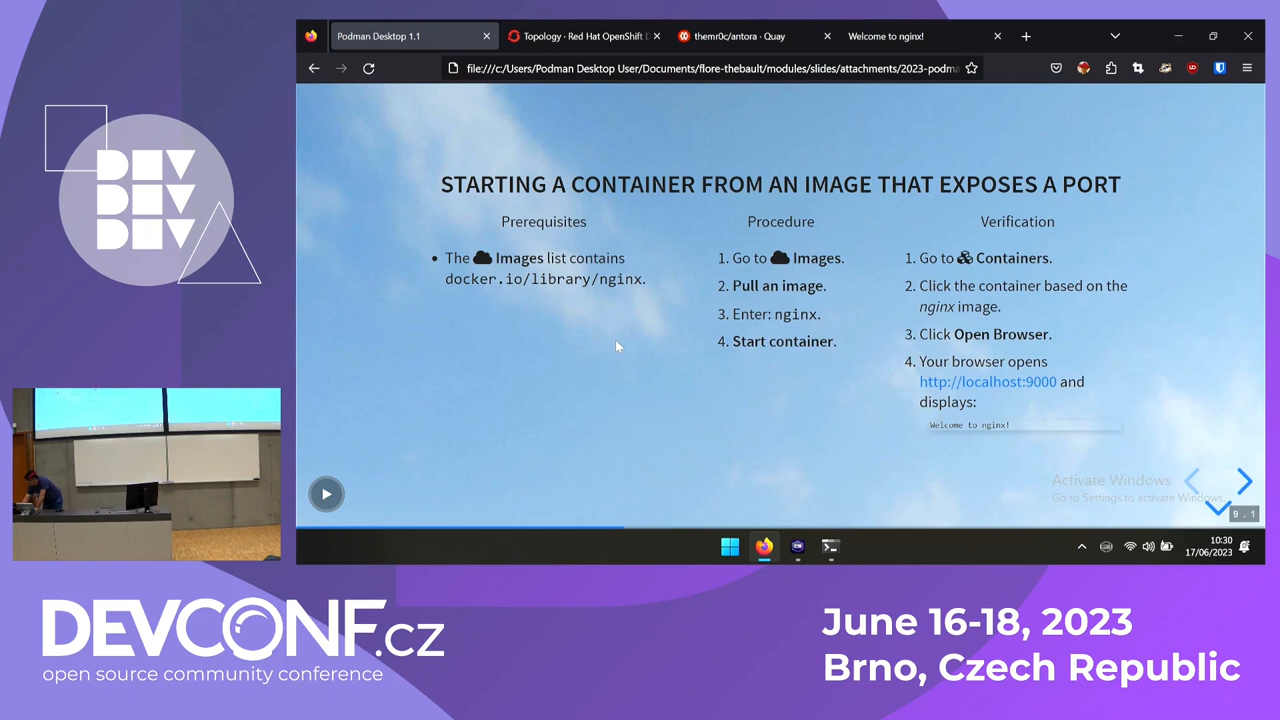 Podman Desktop 1.1
Topology · Red Hat OpenShift D
themr0c/antora · Quay
Welcome to nginx!
file:///c:/Users/Podman Desktop User/Documents/flore-thebault/modules/slides/attachments/2023-podma
STARTING A CONTAINER FROM AN IMAGE THAT EXPOSES A PORT
Prerequisites
• The Images list contains
docker.io/library/nginx.
Procedure
1. Go to Images.
2. Pull an image.
3. Enter: nginx.
4. Start container.
Verification
1. Go to Containers.
2. Click the container based on the
nginx image.
3. Click Open Browser.
4. Your browser opens
http://localhost:9000 and
displays:
Welcome to nginx!
Activate Windows
Go to Settings to activate Windows.
9.1
10:30
17/06/2023
DEV
DEV
DEV
DEVCONF.cz
open source community conference
June 16-18, 2023
Brno, Czech Republic